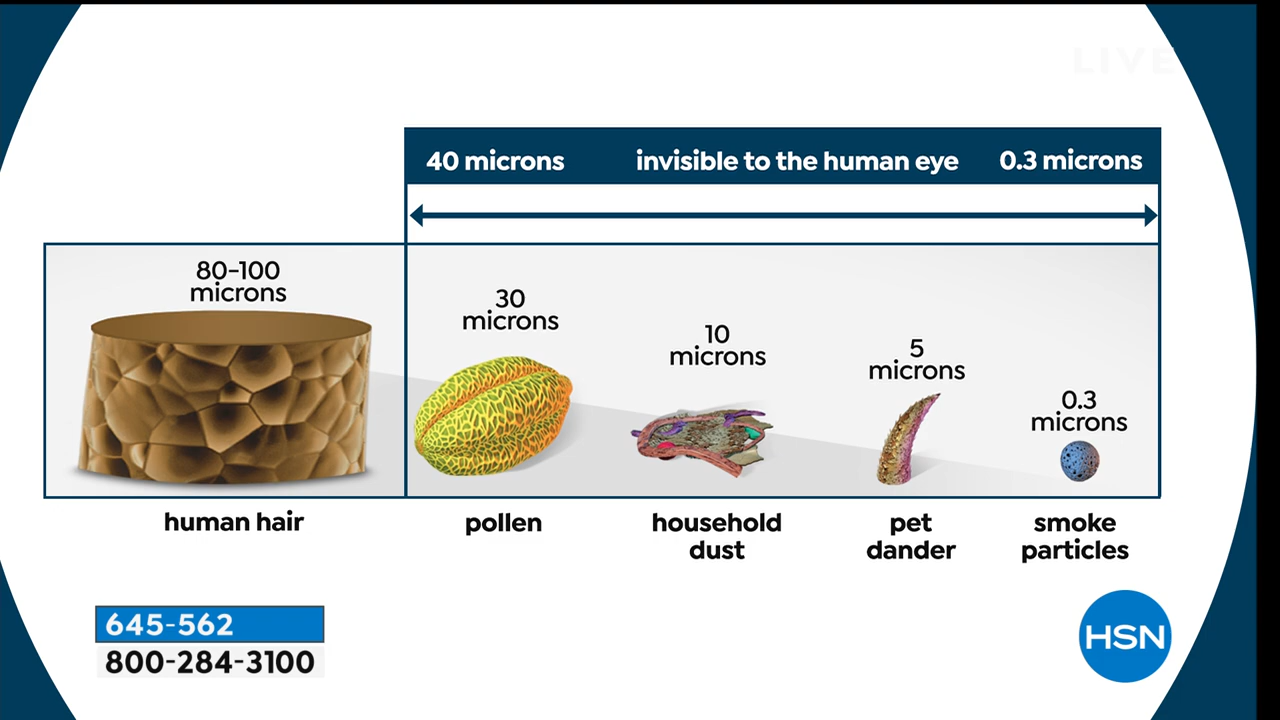 LIVE
40 microns invisible to the human eye 0.3 microns
80-100
microns
30
microns
10
microns
5
microns
0.3
microns
human hair
pollen
household
dust
pet
dander
smoke
particles
645-562
800-284-3100
HSN